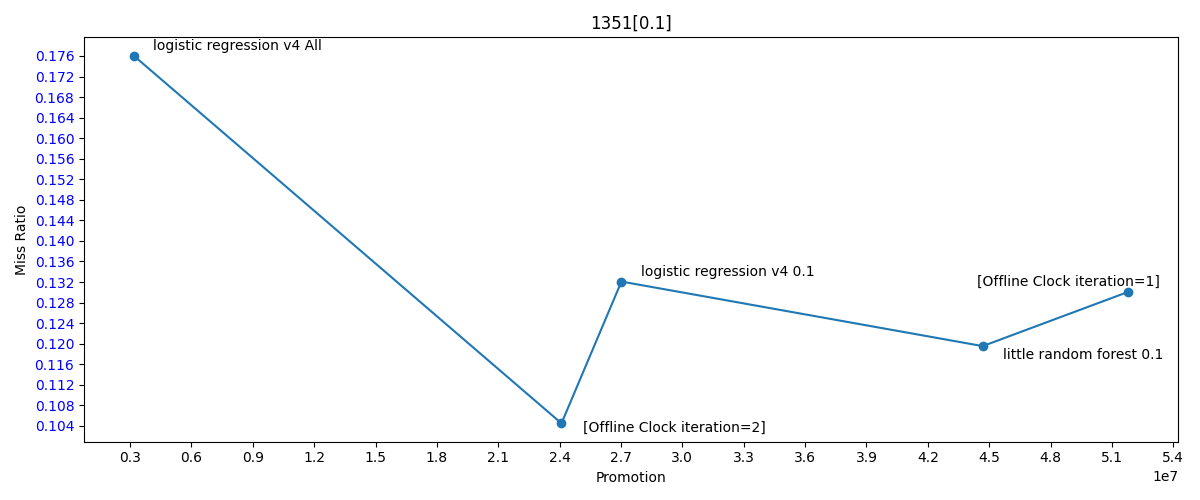 1351[0.1]
logistic regression v4 All
0.176
0.172
0.168
0.164
0.160
0.156
0.152
0.148
0.144
0.140
0.136
0.132
0.128
0.124
0.120
0.116
0.112
0.108
0.104
Miss Ratio
logistic regression v4 0.1
[Offline Clock iteration=1]
little random forest 0.1
[Offline Clock iteration=2]
0.3 0.6 0.9 1.2 1.5 1.8 2.1 2.4 2.7 3.0 3.3 3.6 3.9 4.2 4.5 4.8 5.1 5.4
1e7
Promotion